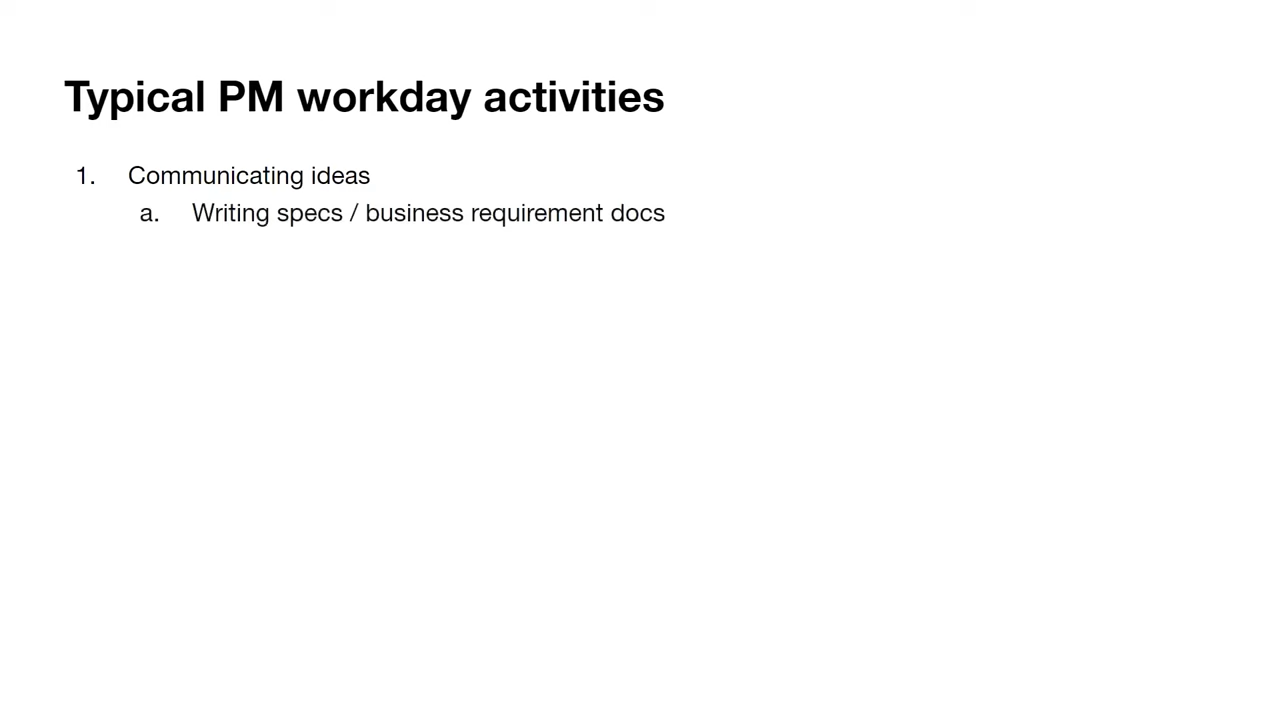 Typical PM workday activities
1. Communicating ideas
a. Writing specs / business requirement docs